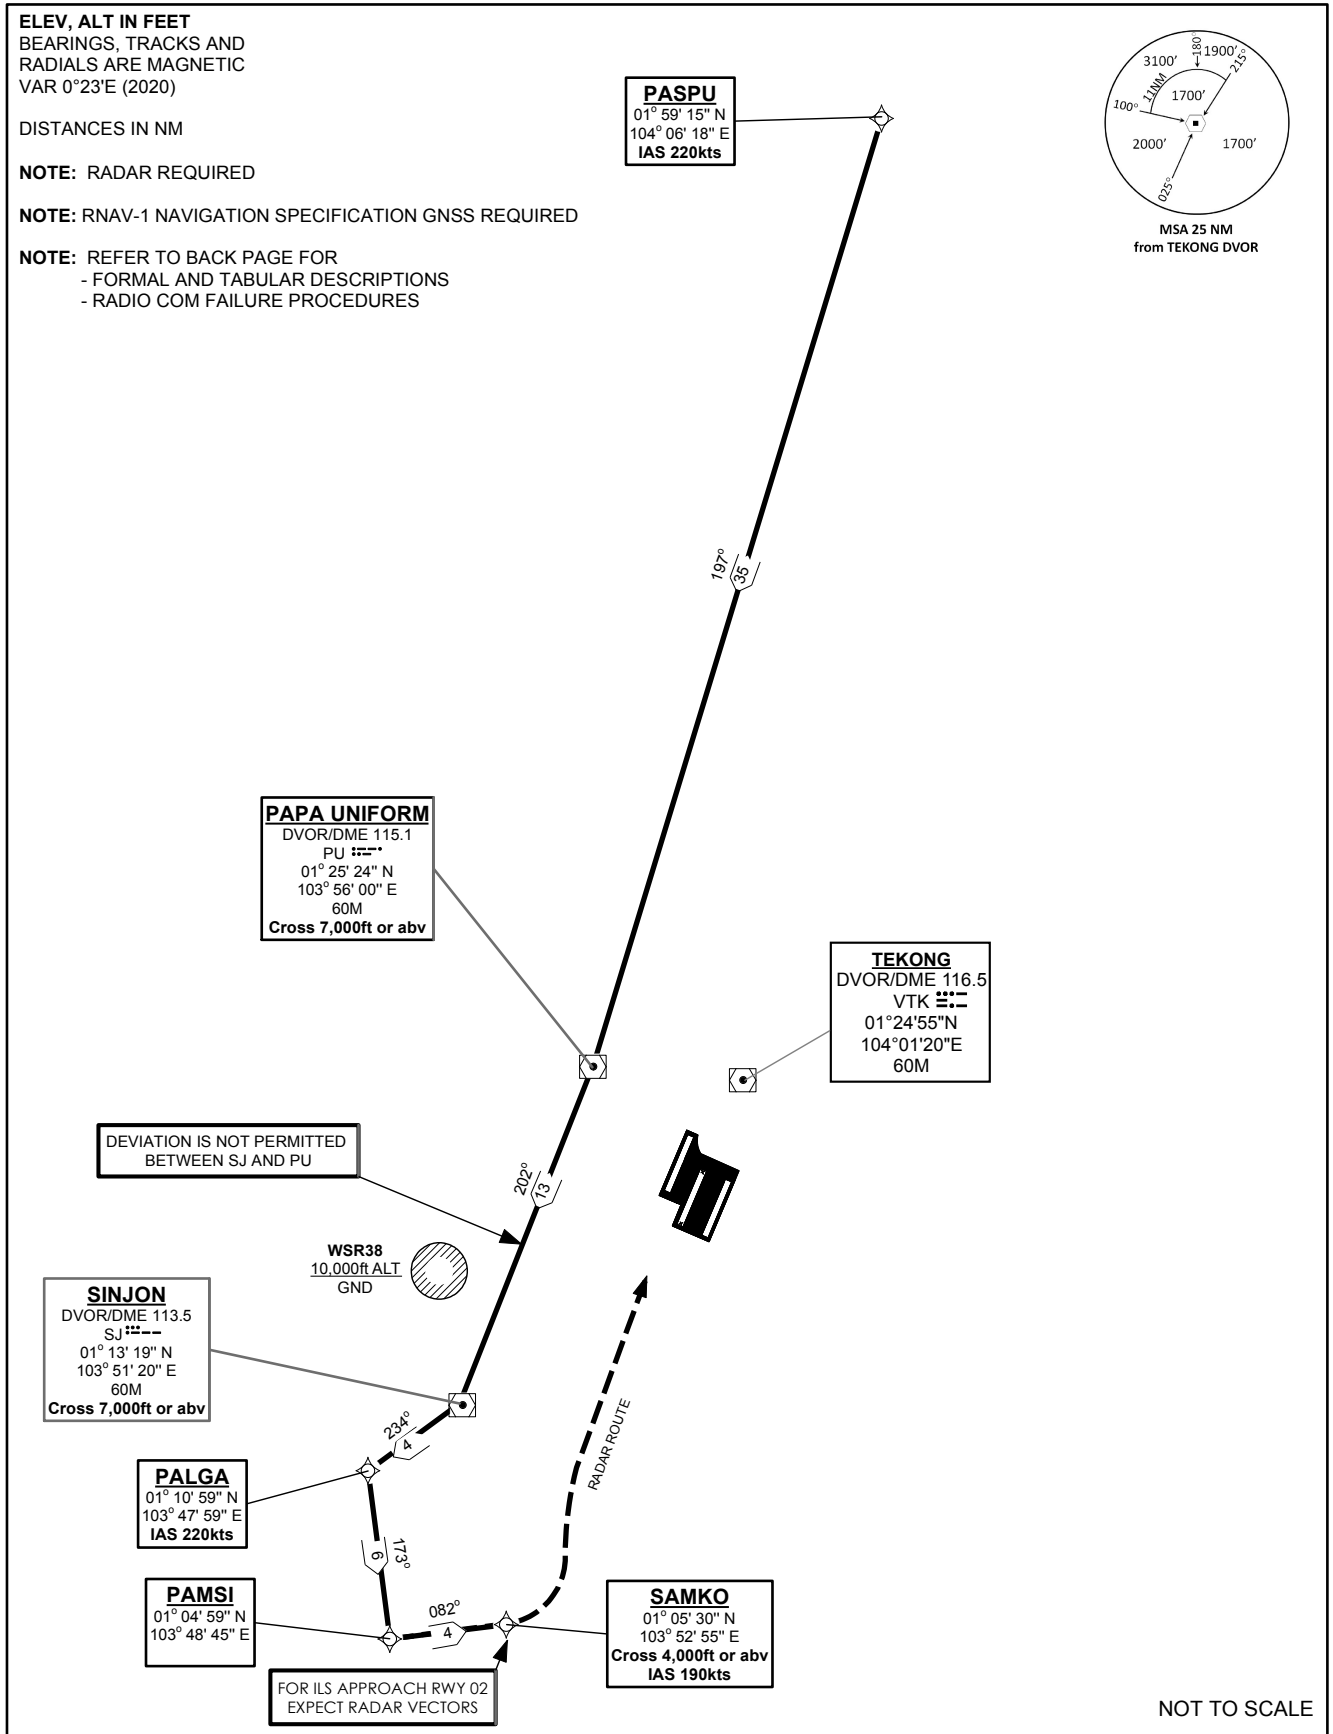 ELEV, ALT IN FEET
BEARINGS, TRACKS AND
RADIALS ARE MAGNETIC
VAR 0°23'E (2020)
DISTANCES IN NM
NOTE: RADAR REQUIRED
NOTE: RNAV-1 NAVIGATION SPECIFICATION GNSS REQUIRED
NOTE: REFER TO BACK PAGE FOR
- FORMAL AND TABULAR DESCRIPTIONS
- RADIO COM FAILURE PROCEDURES
PASPU
01° 59' 15" N
104° 06' 18" E
IAS 220kts
3100'
180°
1900'
215°
11NM
1700'
100°
2000'
1700'
025°
MSA 25 NM
from TEKONG DVOR
197°
35
PAPA UNIFORM
DVOR/DME 115.1
PU
01° 25' 24" N
103° 56' 00" E
60M
Cross 7,000ft or abv
TEKONG
DVOR/DME 116.5
VTK
01°24'55"N
104°01'20"E
60M
DEVIATION IS NOT PERMITTED
BETWEEN SJ AND PU
202°
13
WSR38
10,000ft ALT
GND
SINJON
DVOR/DME 113.5
SJ
01° 13' 19" N
103° 51' 20" E
60M
Cross 7,000ft or abv
234°
4
RADAR ROUTE
PALGA
01° 10' 59" N
103° 47' 59" E
IAS 220kts
173°
6
PAMSI
01° 04' 59" N
103° 48' 45" E
082°
4
SAMKO
01° 05' 30" N
103° 52' 55" E
Cross 4,000ft or abv
IAS 190kts
FOR ILS APPROACH RWY 02
EXPECT RADAR VECTORS
NOT TO SCALE